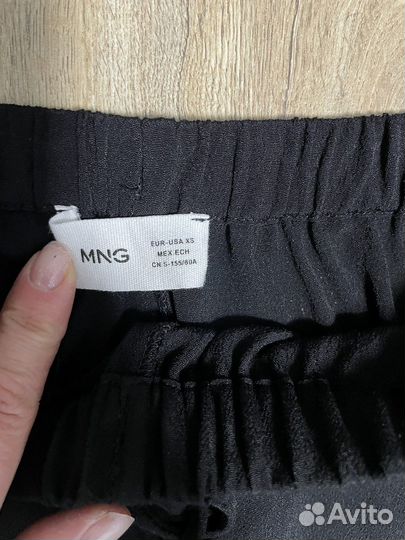 MNG
EUR-USA XS
MEX.ECH
CN S-155/60A
Avito